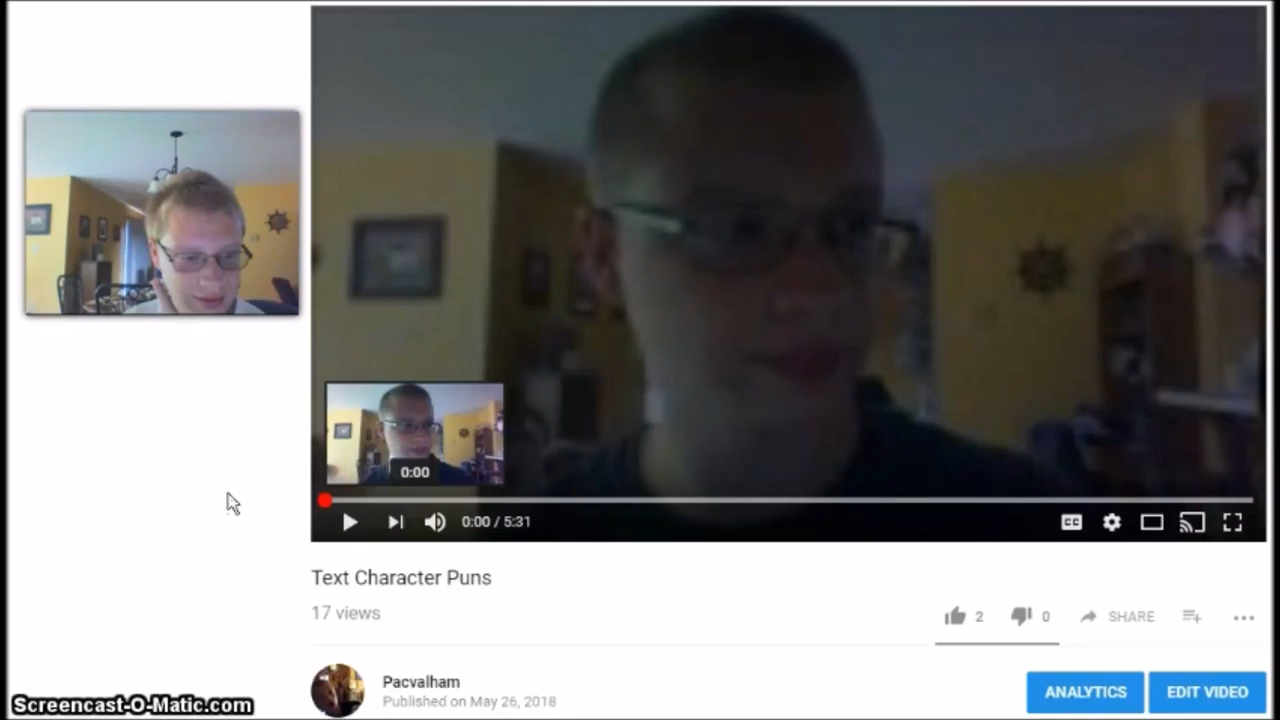 0:00
0:00 / 5:31
CC
Text Character Puns
17 views
2
0
SHARE
Pacvalham
Published on May 26, 2018
ANALYTICS
EDIT VIDEO
Screencast-O-Matic.com